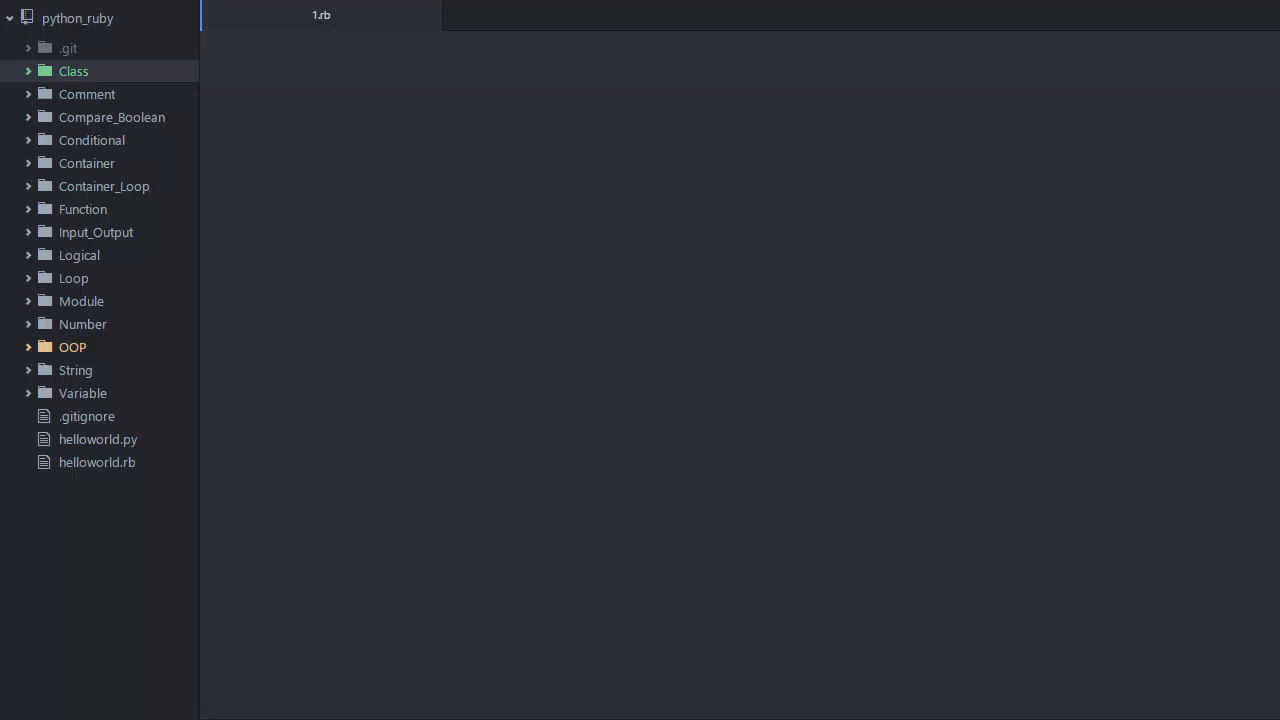 python_ruby
1.rb
.git
Class
Comment
Compare_Boolean
Conditional
Container
Container_Loop
Function
Input_Output
Logical
Loop
Module
Number
OOP
String
Variable
.gitignore
helloworld.py
helloworld.rb